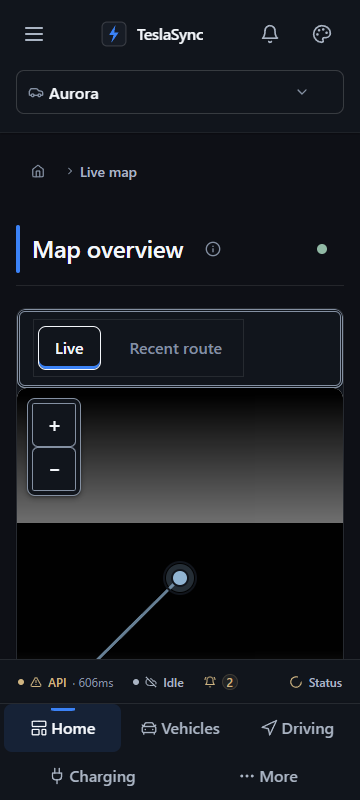 TeslaSync
Aurora
Live map
Map overview
Live
Recent route
+
−
API · 606ms
Idle
2
Status
Home
Vehicles
Driving
Charging
More